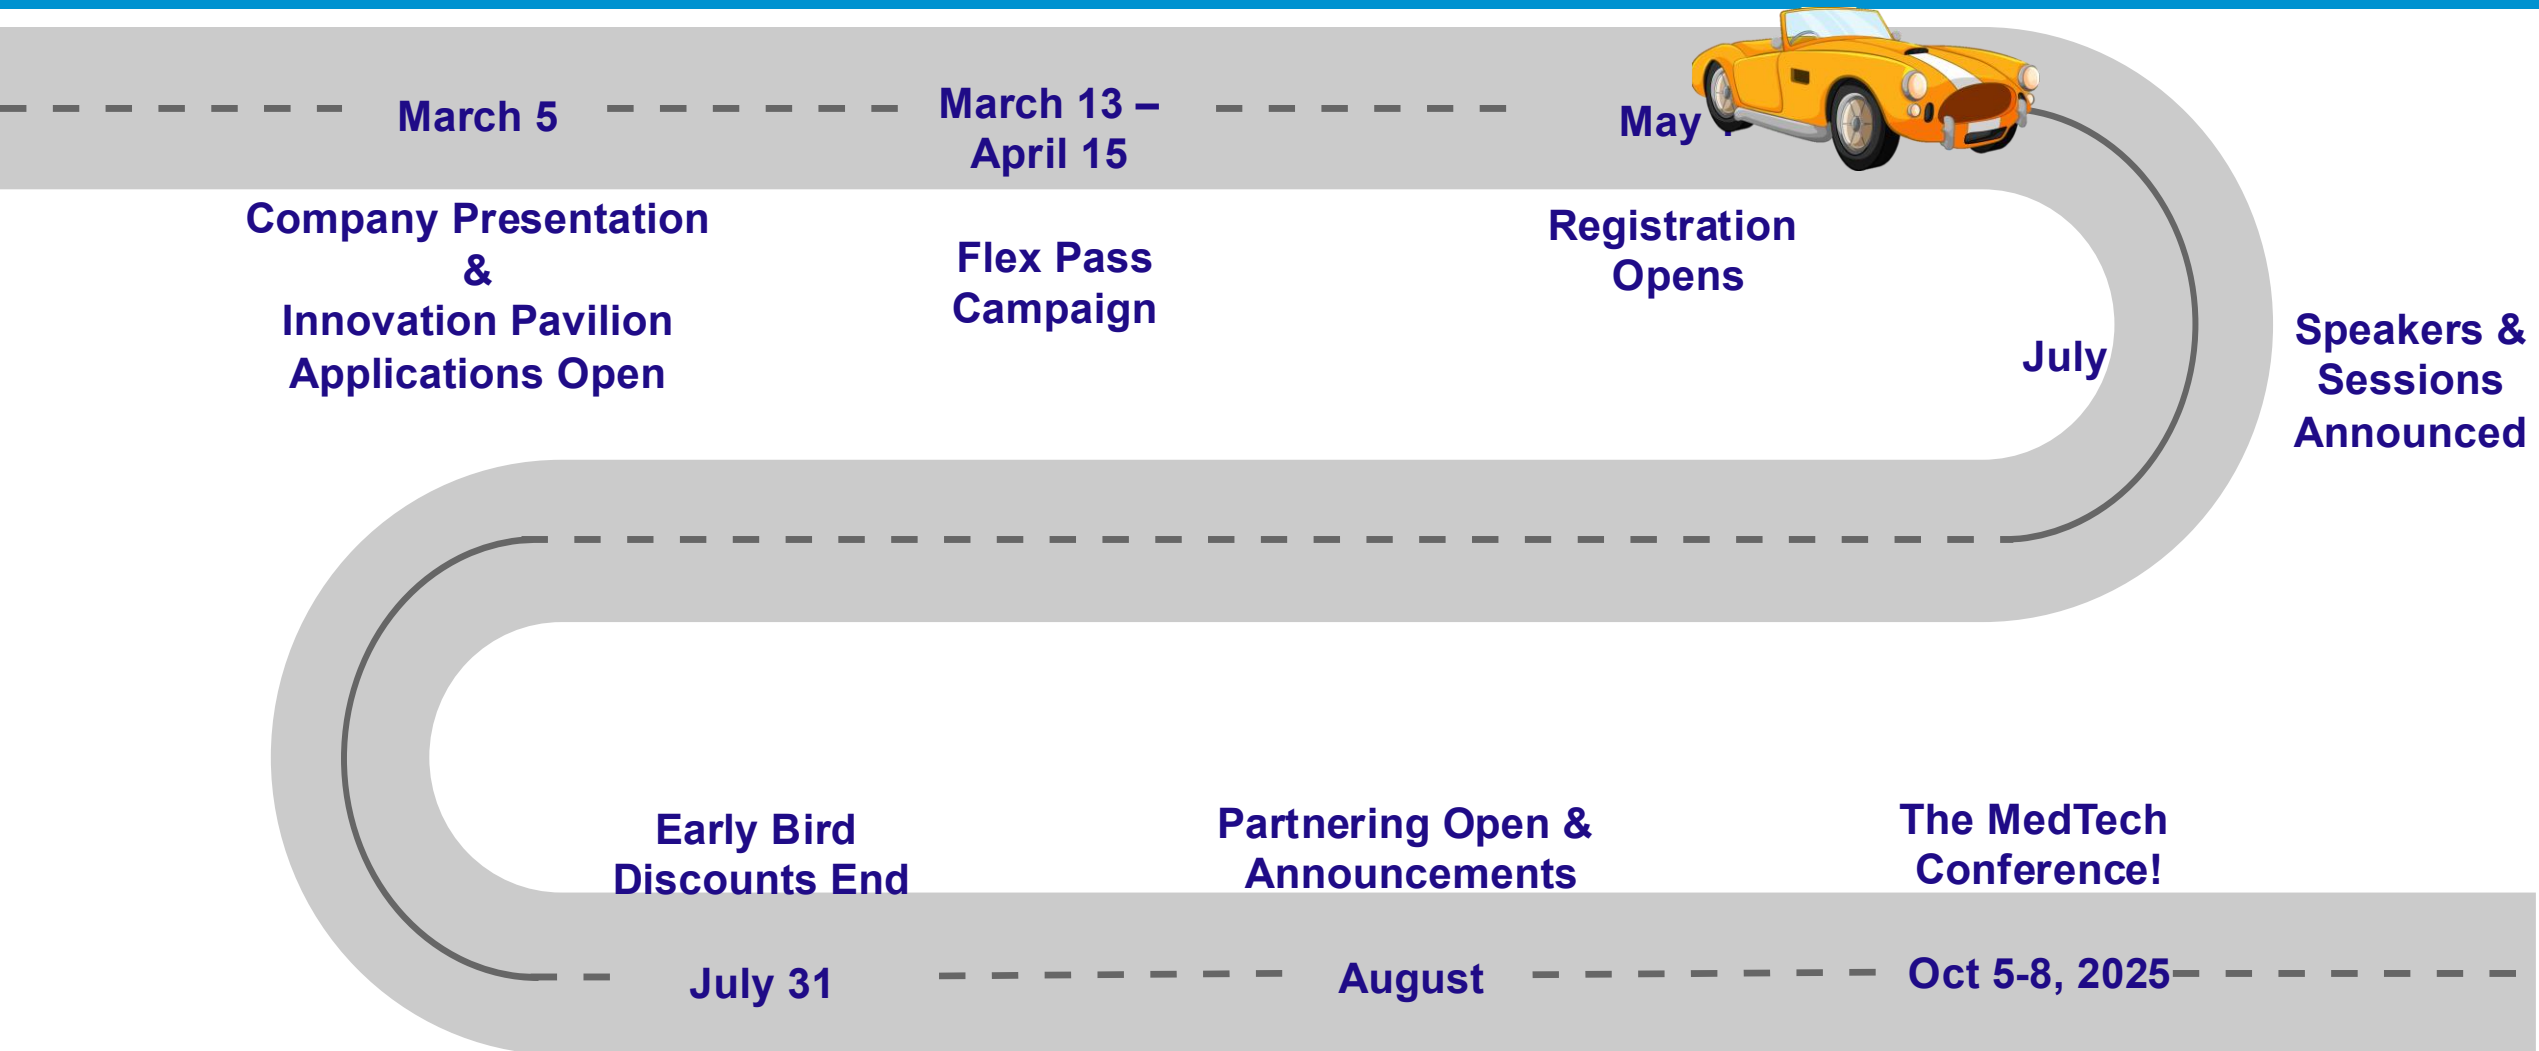 March 5
Company Presentation
&
Innovation Pavilion
Applications Open
March 13 –
April 15
Flex Pass
Campaign
May
Registration
Opens
July
Speakers &
Sessions
Announced
Early Bird
Discounts End
July 31
Partnering Open &
Announcements
August
The MedTech
Conference!
Oct 5-8, 2025